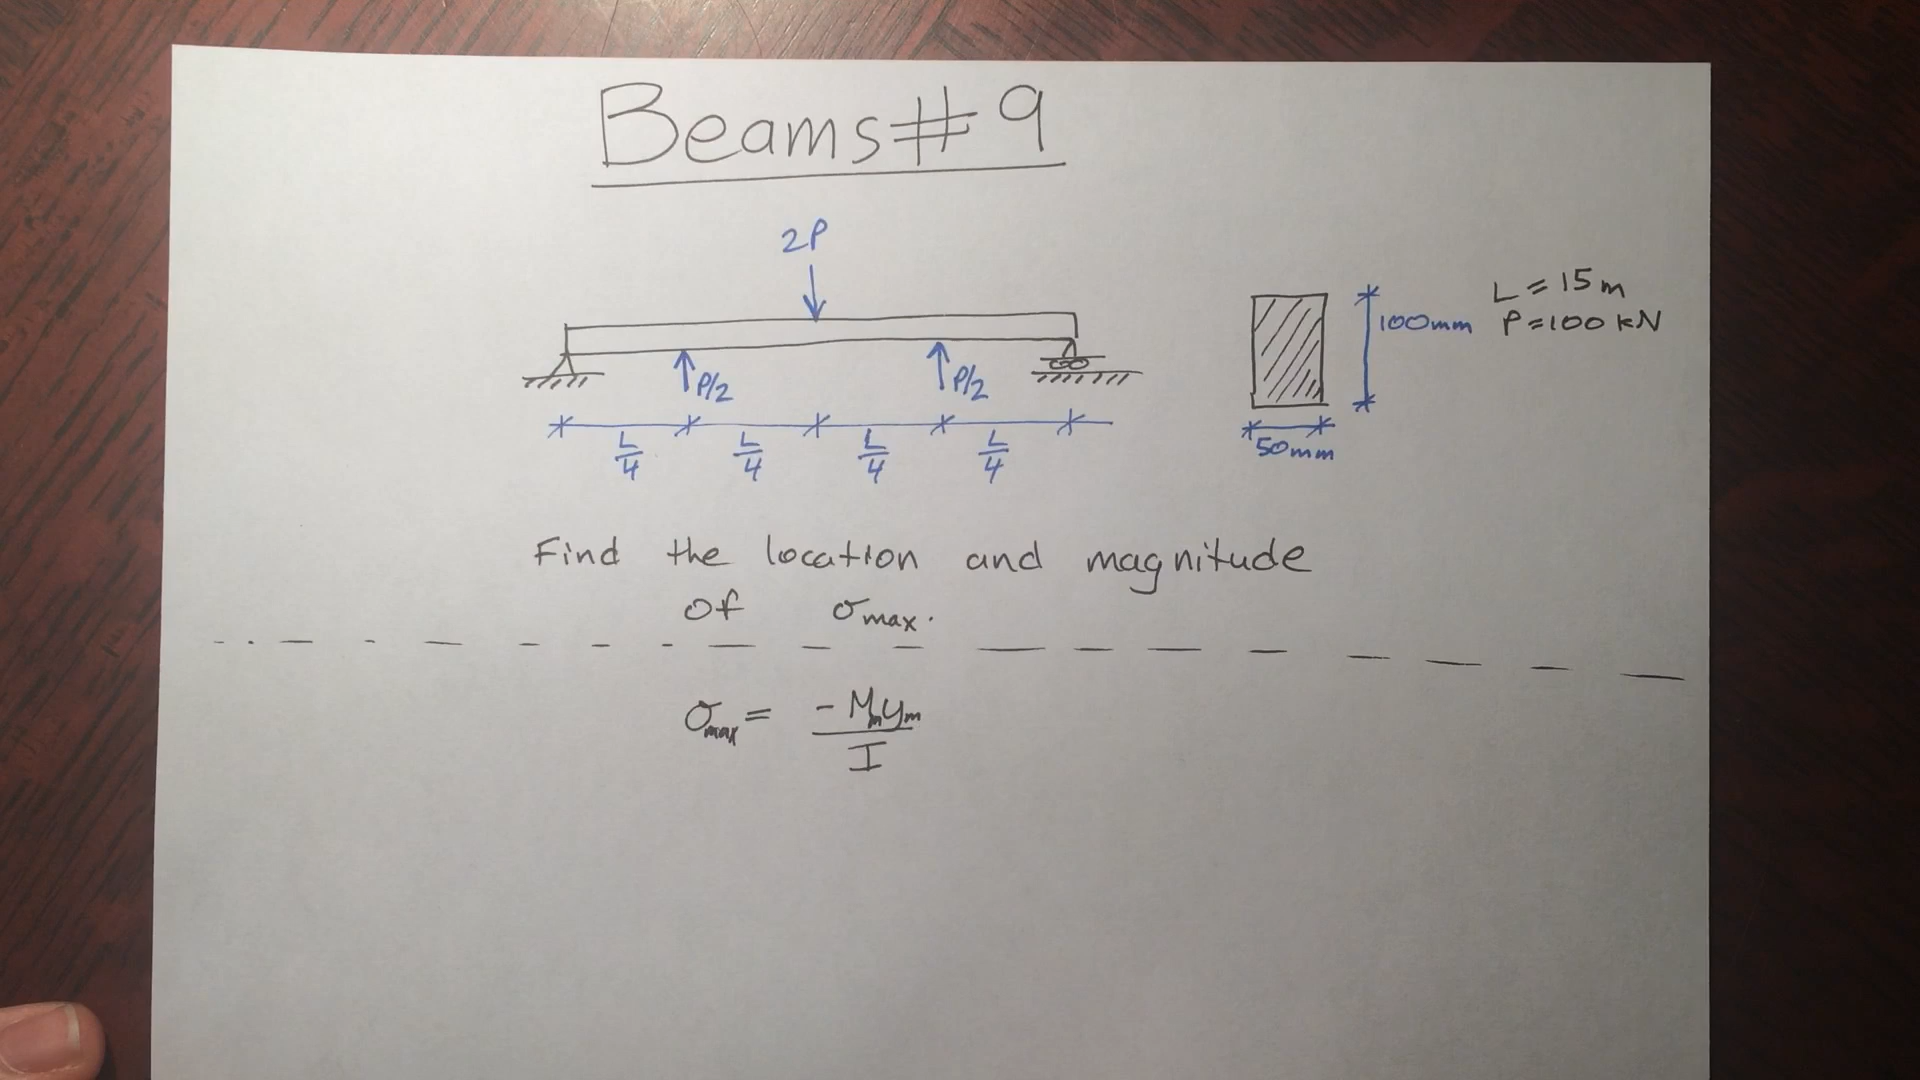 Beams #9
2P
P/2
P/2
L/4
L/4
L/4
L/4
100mm
50mm
L = 15m
P = 100 kN
Find the location and magnitude
of σmax.
σmax = -Mmym/I